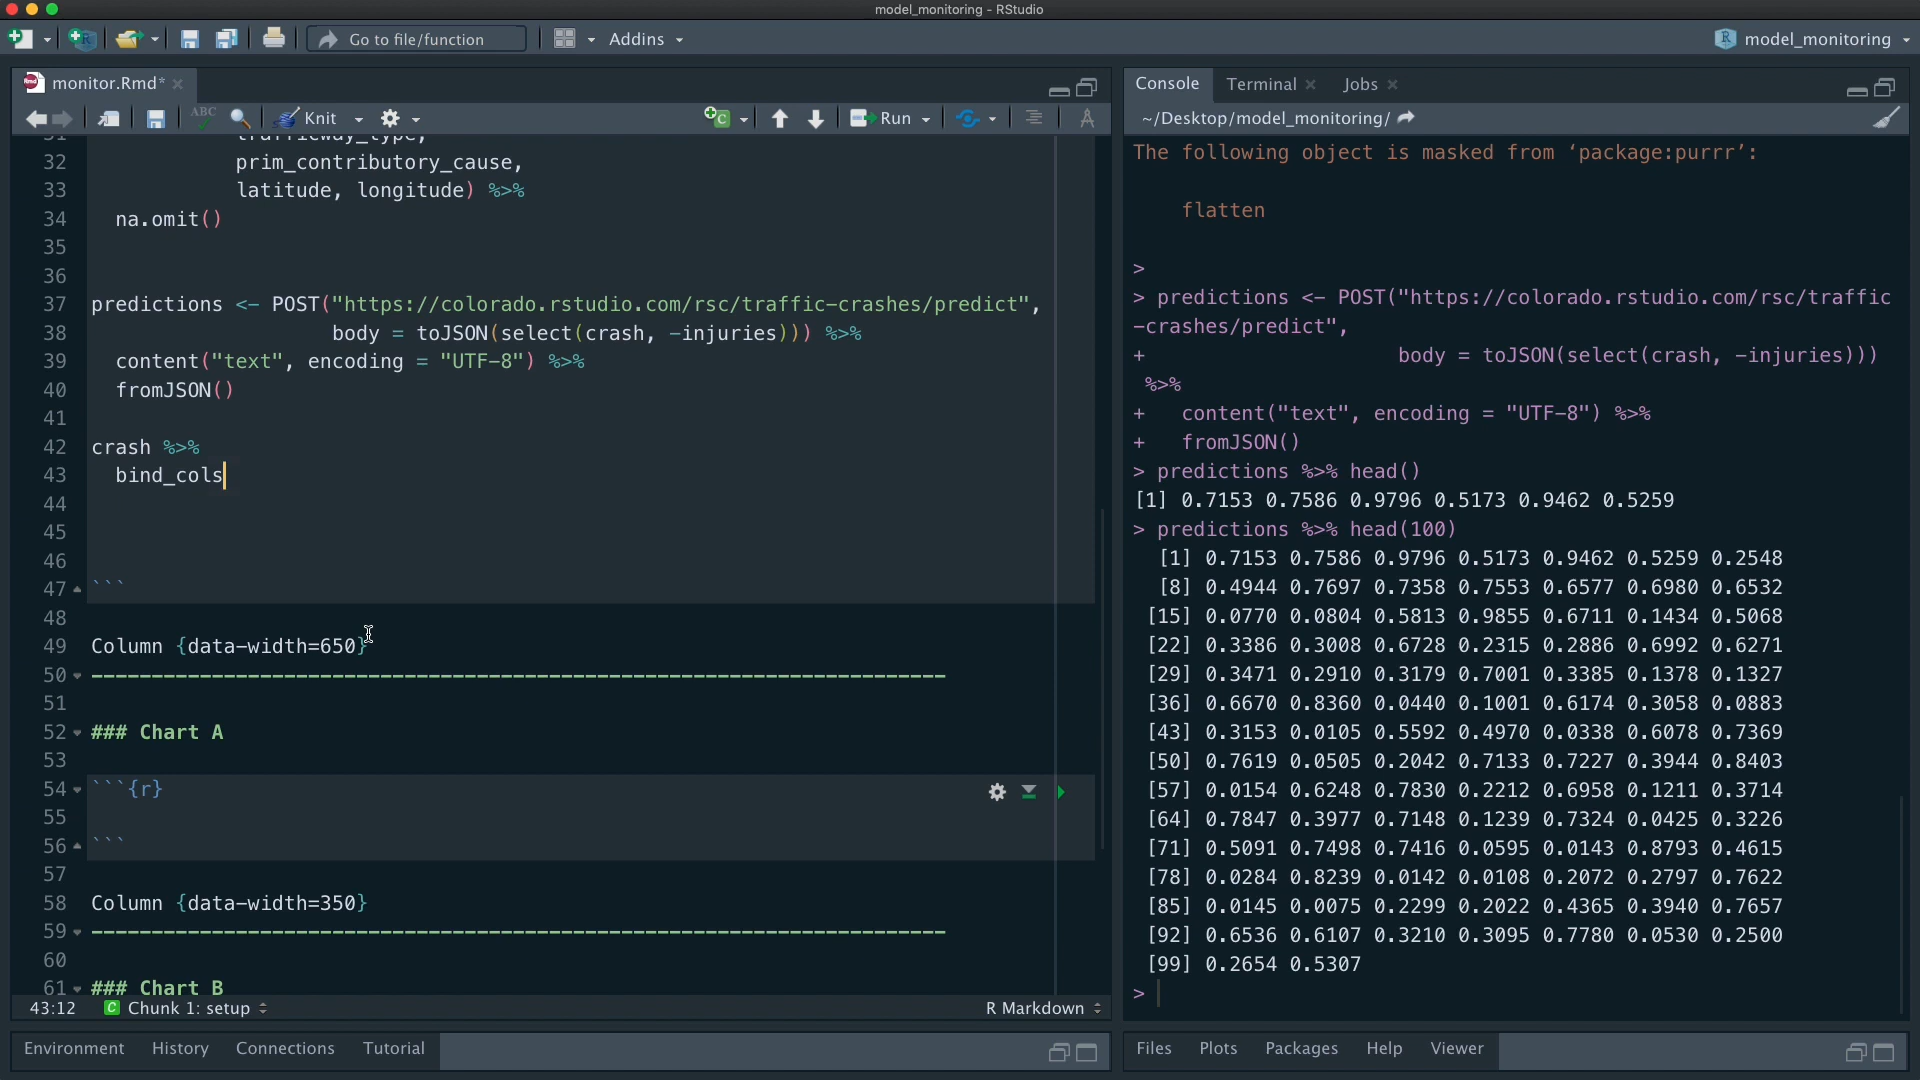 model_monitoring - RStudio
Go to file/function
Addins
model_monitoring
monitor.Rmd*
Knit
Run
31 trafficway_type,
32 prim_contributory_cause,
33 latitude, longitude) %>%
34 na.omit()
35
36
37 predictions <- POST("https://colorado.rstudio.com/rsc/traffic-crashes/predict",
38 body = toJSON(select(crash, -injuries))) %>%
39 content("text", encoding = "UTF-8") %>%
40 fromJSON()
41
42 crash %>%
43 bind_cols
44
45
46
47 ```
48
49 Column {data-width=650}
50 -----------------------------------------------------------------------
51
52 ### Chart A
53
54 ```{r}
55
56 ```
57
58 Column {data-width=350}
59 -----------------------------------------------------------------------
60
61 ### Chart B
43:12 C Chunk 1: setup R Markdown
Environment History Connections Tutorial
Console Terminal Jobs
~/Desktop/model_monitoring/
The following object is masked from ‘package:purrr’:
flatten
>
> predictions <- POST("https://colorado.rstudio.com/rsc/traffic
-crashes/predict",
+ body = toJSON(select(crash, -injuries)))
%>%
+ content("text", encoding = "UTF-8") %>%
+ fromJSON()
> predictions %>% head()
[1] 0.7153 0.7586 0.9796 0.5173 0.9462 0.5259
> predictions %>% head(100)
[1] 0.7153 0.7586 0.9796 0.5173 0.9462 0.5259 0.2548
[8] 0.4944 0.7697 0.7358 0.7553 0.6577 0.6980 0.6532
[15] 0.0770 0.0804 0.5813 0.9855 0.6711 0.1434 0.5068
[22] 0.3386 0.3008 0.6728 0.2315 0.2886 0.6992 0.6271
[29] 0.3471 0.2910 0.3179 0.7001 0.3385 0.1378 0.1327
[36] 0.6670 0.8360 0.0440 0.1001 0.6174 0.3058 0.0883
[43] 0.3153 0.0105 0.5592 0.4970 0.0338 0.6078 0.7369
[50] 0.7619 0.0505 0.2042 0.7133 0.7227 0.3944 0.8403
[57] 0.0154 0.6248 0.7830 0.2212 0.6958 0.1211 0.3714
[64] 0.7847 0.3977 0.7148 0.1239 0.7324 0.0425 0.3226
[71] 0.5091 0.7498 0.7416 0.0595 0.0143 0.8793 0.4615
[78] 0.0284 0.8239 0.0142 0.0108 0.2072 0.2797 0.7622
[85] 0.0145 0.0075 0.2299 0.2022 0.4365 0.3940 0.7657
[92] 0.6536 0.6107 0.3210 0.3095 0.7780 0.0530 0.2500
[99] 0.2654 0.5307
>
Files Plots Packages Help Viewer